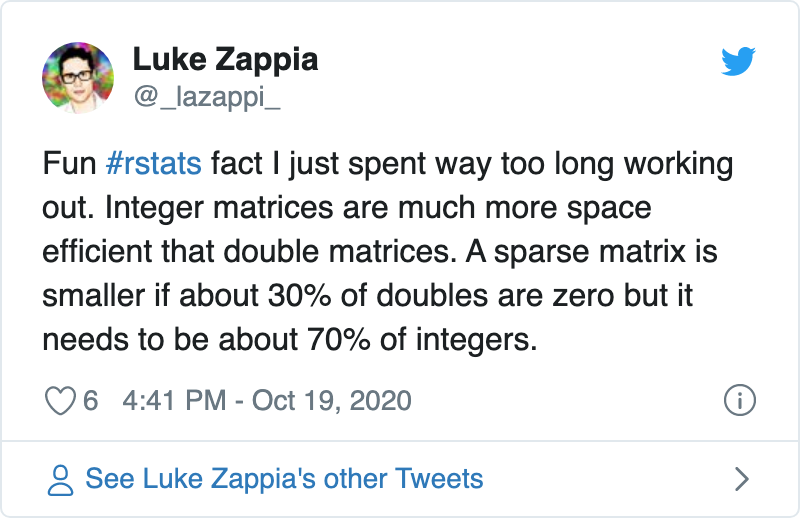 Luke Zappia
@_lazappi_
Fun #rstats fact I just spent way too long working
out. Integer matrices are much more space
efficient that double matrices. A sparse matrix is
smaller if about 30% of doubles are zero but it
needs to be about 70% of integers.
6 4:41 PM - Oct 19, 2020
See Luke Zappia's other Tweets